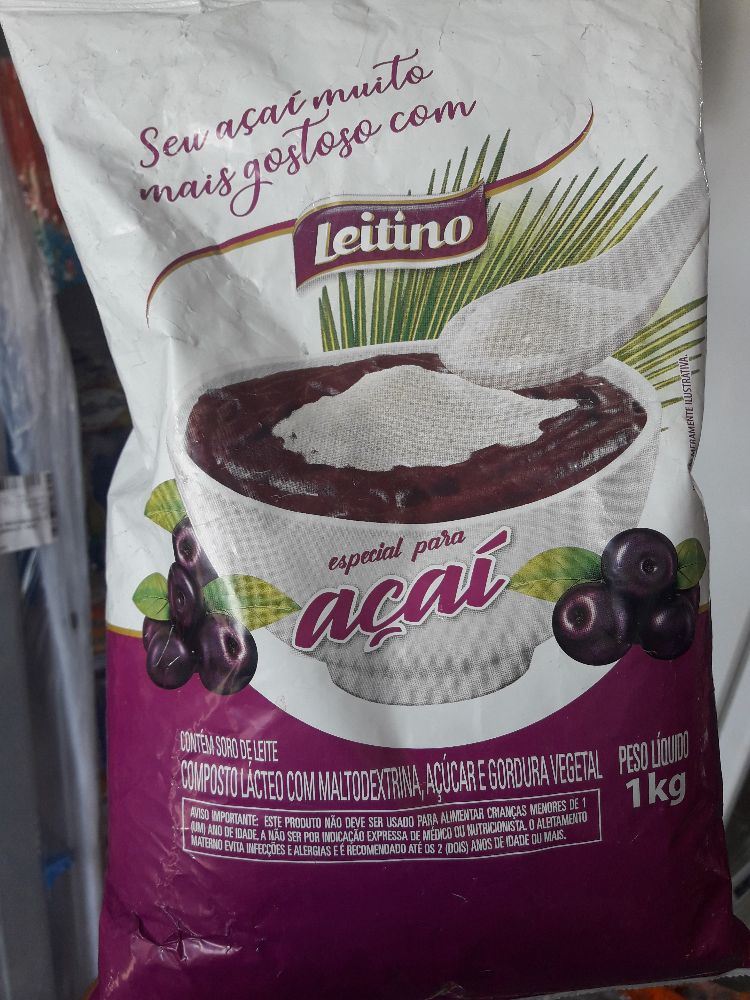 Seu açaí muito
mais gostoso com
Leitino
MERAMENTE ILUSTRATIVA.
especial para
açaí
CONTÉM SORO DE LEITE
COMPOSTO LÁCTEO COM MALTODEXTRINA, AÇÚCAR E GORDURA VEGETAL
PESO LÍQUIDO
1kg
AVISO IMPORTANTE: ESTE PRODUTO NÃO DEVE SER USADO PARA ALIMENTAR CRIANÇAS MENORES DE 1
(UM) ANO DE IDADE, A NÃO SER POR INDICAÇÃO EXPRESSA DE MÉDICO OU NUTRICIONISTA. O ALEITAMENTO
MATERNO EVITA INFECÇÕES E ALERGIAS E É RECOMENDADO ATÉ OS 2 (DOIS) ANOS DE IDADE OU MAIS.